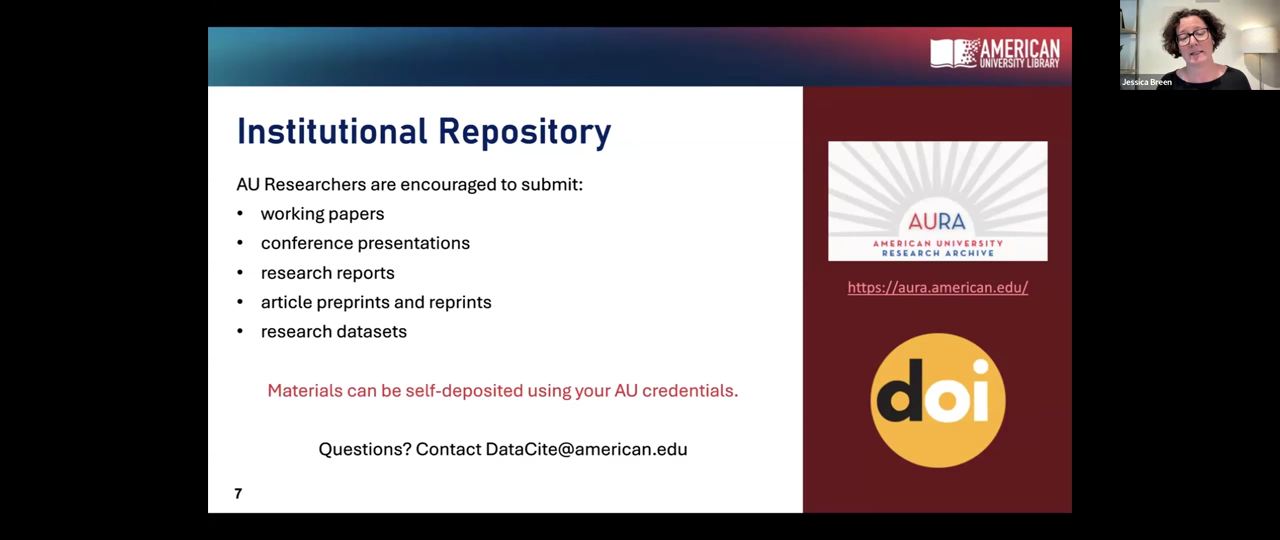 AMERICAN
UNIVERSITY LIBRARY
Jessica Breen
Institutional Repository
AU Researchers are encouraged to submit:
• working papers
• conference presentations
• research reports
• article preprints and reprints
• research datasets
Materials can be self-deposited using your AU credentials.
Questions? Contact DataCite@american.edu
7
AURA
AMERICAN UNIVERSITY
RESEARCH ARCHIVE
https://aura.american.edu/
doi